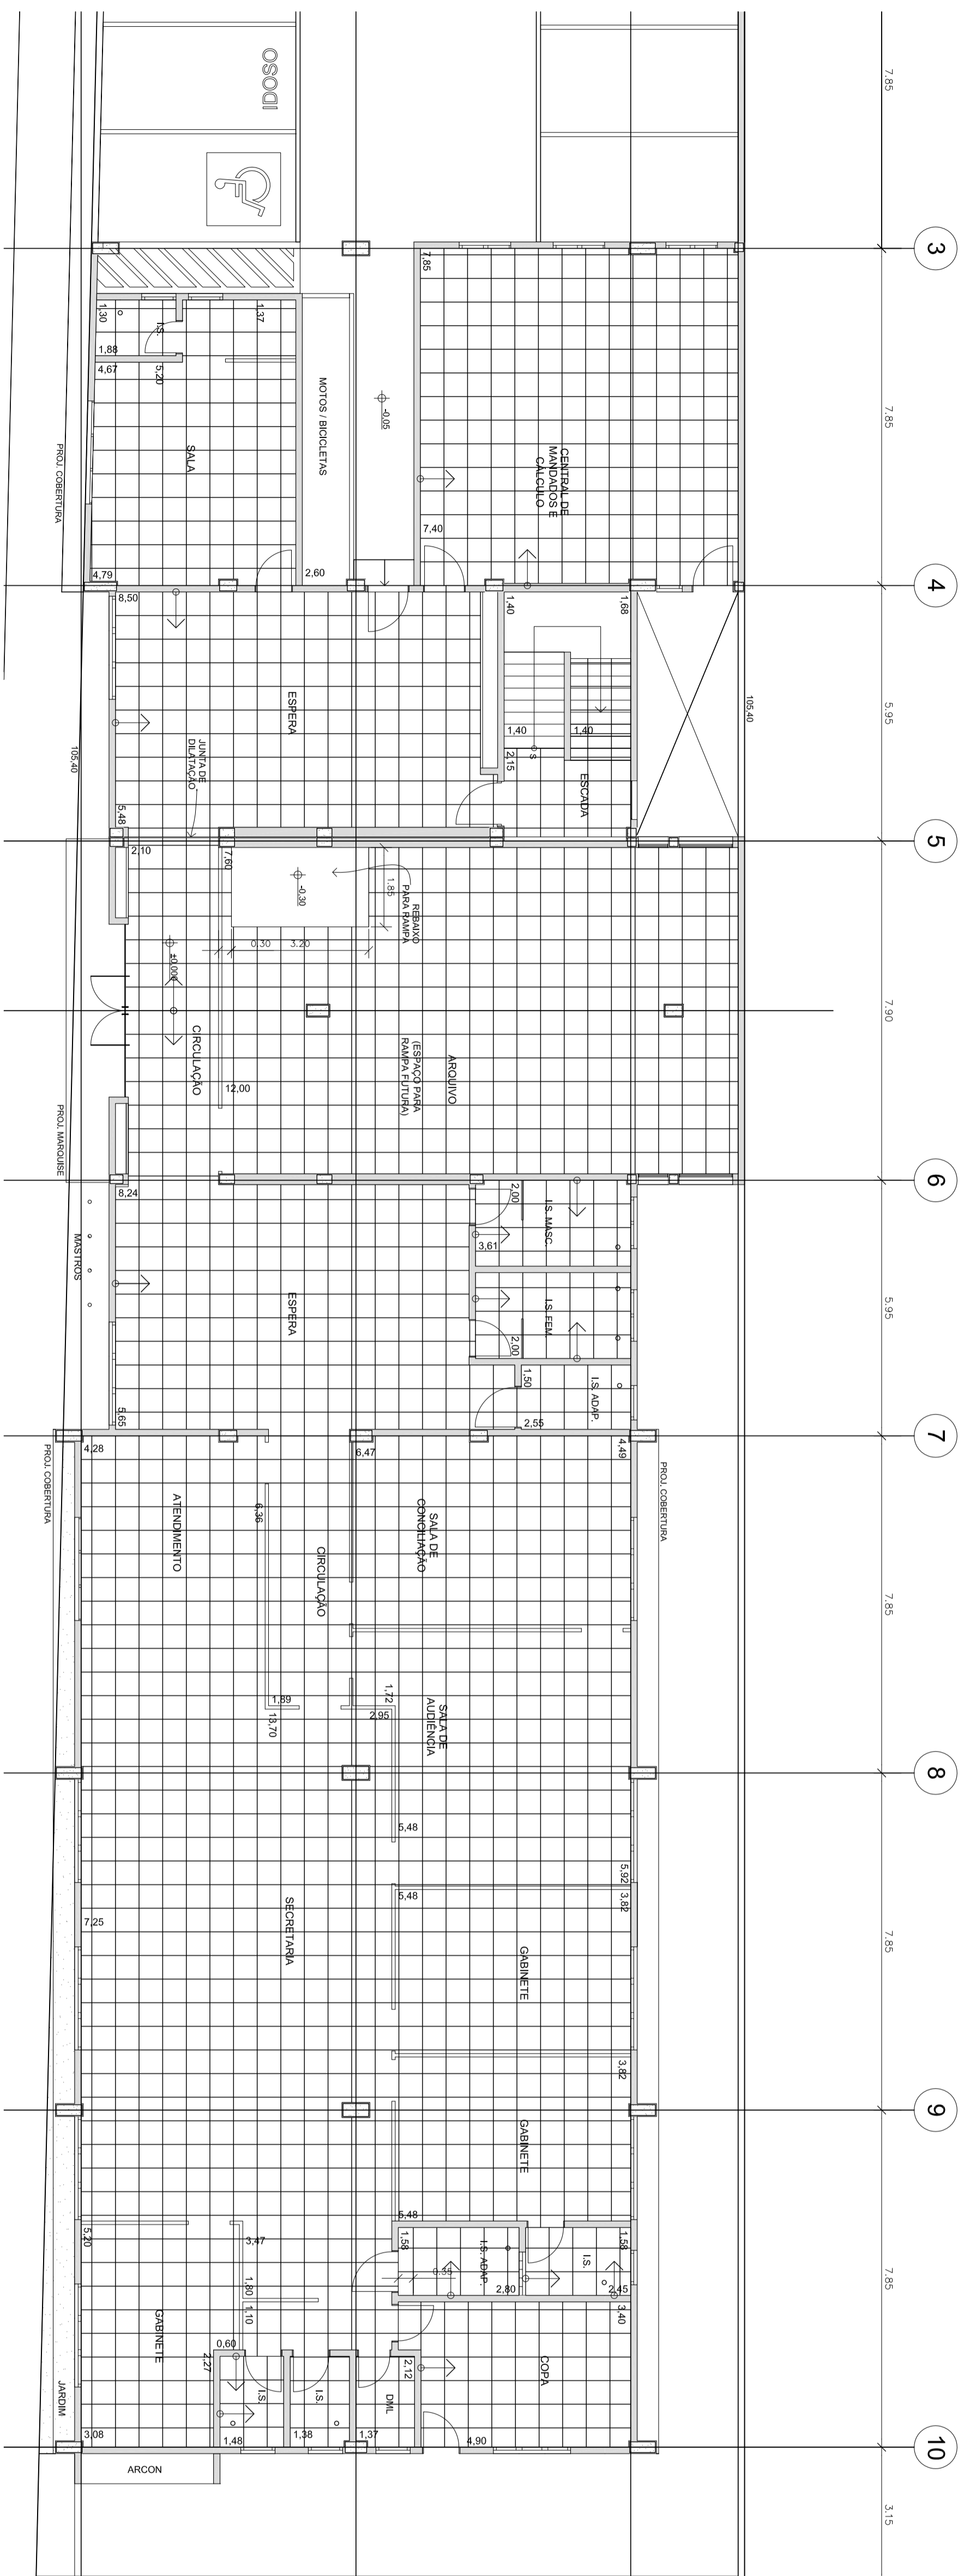 3
4
5
6
7
8
9
10
7.85
7.85
5.95
7.90
5.95
7.85
7.85
7.85
3.15
IDOSO
1,30
I.S.
1,37
1,88
4,67
5,20
SALA
4,79
PROJ. COBERTURA
MOTOS / BICICLETAS
2,60
-0.05
7,85
CENTRAL DE
MANDADOS E
CÁLCULO
7,40
8,50
ESPERA
5,48
JUNTA DE
DILATAÇÃO
105,40
1,40
1,68
1,40
1,40
S
2,15
ESCADA
105,40
2,10
7,60
-0.30
1.85
REBAIXO
PARA RAMPA
0.30
3.20
±0.000
CIRCULAÇÃO
12,00
ARQUIVO
(ESPAÇO PARA
RAMPA FUTURA)
PROJ. MARQUISE
MASTROS
8,24
ESPERA
5,65
2,00
I.S. MASC.
3,61
I.S. FEM.
2,00
1,50
I.S. ADAP.
2,55
PROJ. COBERTURA
4,28
6,47
4,49
PROJ. COBERTURA
ATENDIMENTO
6,36
CIRCULAÇÃO
SALA DE
CONCILIAÇÃO
1,89
13,70
1,72
2,95
SALA DE
AUDIÊNCIA
5,48
5,92
7,25
SECRETARIA
5,48
3,82
GABINETE
3,82
GABINETE
5,48
5,20
3,47
1,58
I.S. ADAP.
I.S.
1,58
0.35
2,80
2,45
1,80
1,10
3,40
GABINETE
0,60
2,27
I.S.
I.S.
2,12
DML
COPA
JARDIM
3,08
1,48
1,38
1,37
4,90
ARCON